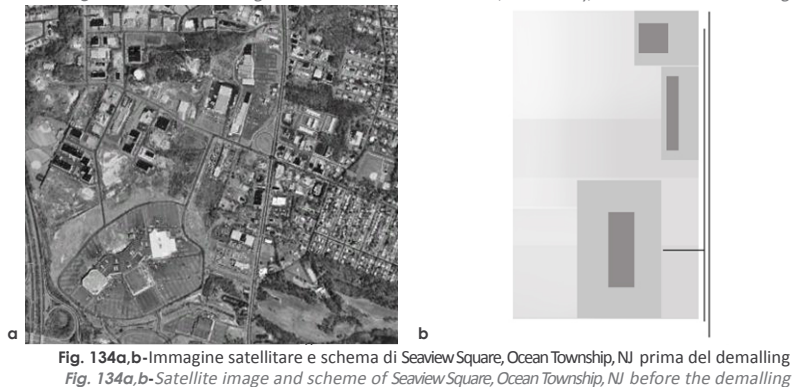 a
b
Fig. 134a,b-Immagine satellitare e schema di Seaview Square, Ocean Township, NJ prima del demalling
Fig. 134a,b-Satellite image and scheme of Seaview Square, Ocean Township, NJ before the demalling